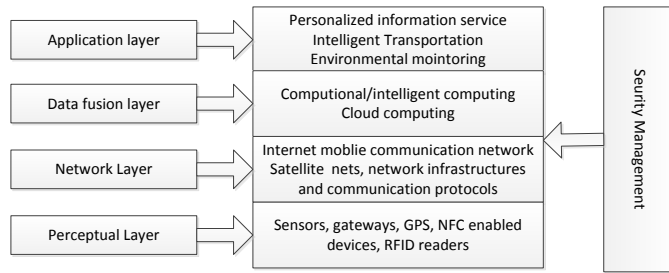 Application layer
Personalized information service
Intelligent Transportation
Environmental mointoring
Data fusion layer
Computional/intelligent computing
Cloud computing
Network Layer
Internet moblie communication network
Satellite nets, network infrastructures
and communication protocols
Perceptual Layer
Sensors, gateways, GPS, NFC enabled
devices, RFID readers
Seurity Management